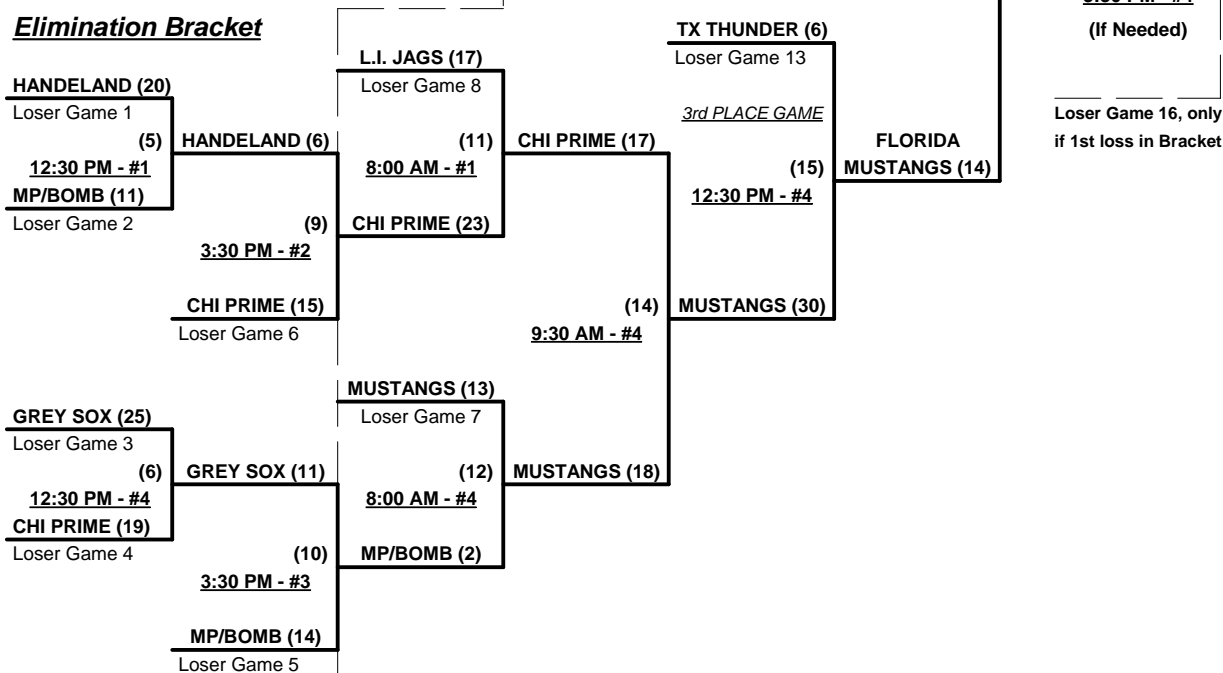 Elimination Bracket
(If Needed)
Loser Game 16, only
if 1st loss in Bracket
HANDELAND (20)
Loser Game 1
(5)
12:30 PM - #1
MP/BOMB (11)
Loser Game 2
GREY SOX (25)
Loser Game 3
(6)
12:30 PM - #4
CHI PRIME (19)
Loser Game 4
HANDELAND (6)
(9)
3:30 PM - #2
CHI PRIME (15)
Loser Game 6
GREY SOX (11)
(10)
3:30 PM - #3
MP/BOMB (14)
Loser Game 5
L.I. JAGS (17)
Loser Game 8
(11)
8:00 AM - #1
CHI PRIME (23)
MUSTANGS (13)
Loser Game 7
(12)
8:00 AM - #4
MP/BOMB (2)
CHI PRIME (17)
(14)
9:30 AM - #4
MUSTANGS (18)
TX THUNDER (6)
Loser Game 13
3rd PLACE GAME
(15)
12:30 PM - #4
MUSTANGS (30)
FLORIDA
MUSTANGS (14)